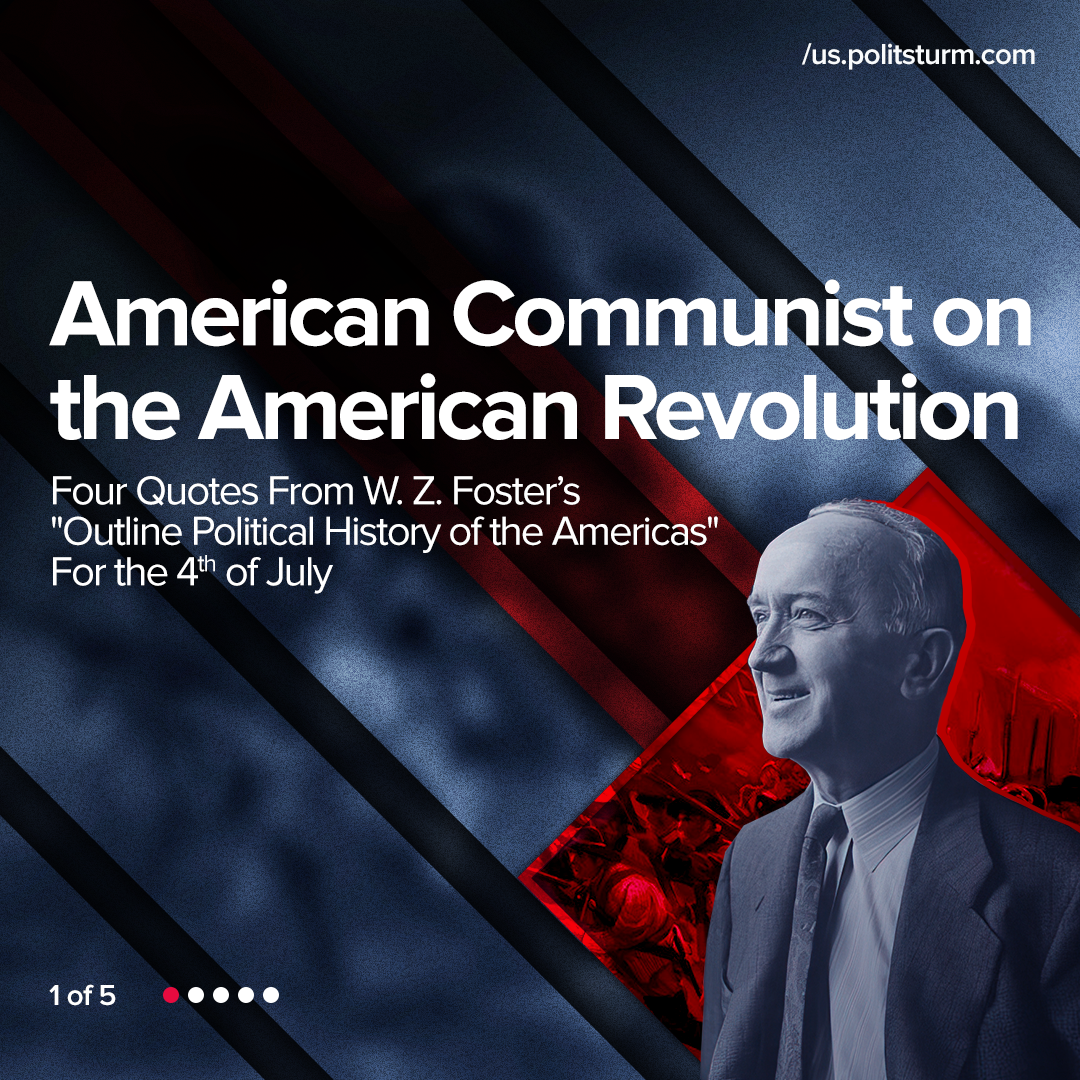 /us.politsturm.com
American Communist on
the American Revolution
Four Quotes From W. Z. Foster’s
"Outline Political History of the Americas"
For the 4th of July
1 of 5